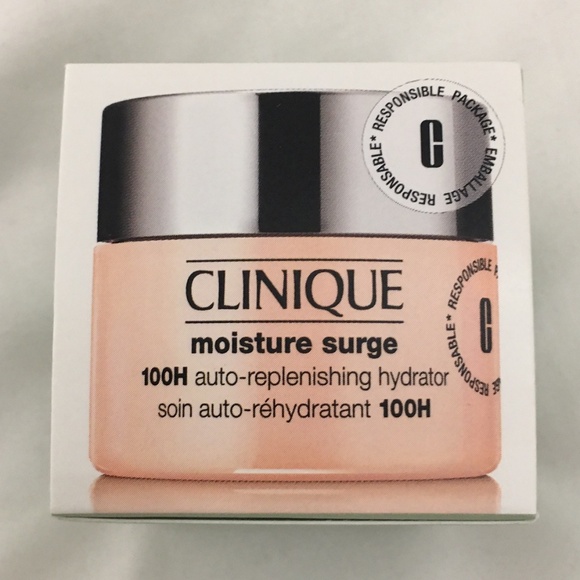 RESPONSIBLE PACKAGE* EMBALLAGE RESPONSABLE*
C
CLINIQUE
moisture surge
100H auto-replenishing hydrator
soin auto-réhydratant 100H
RESPONSIBLE
C
RESPONSABLE*